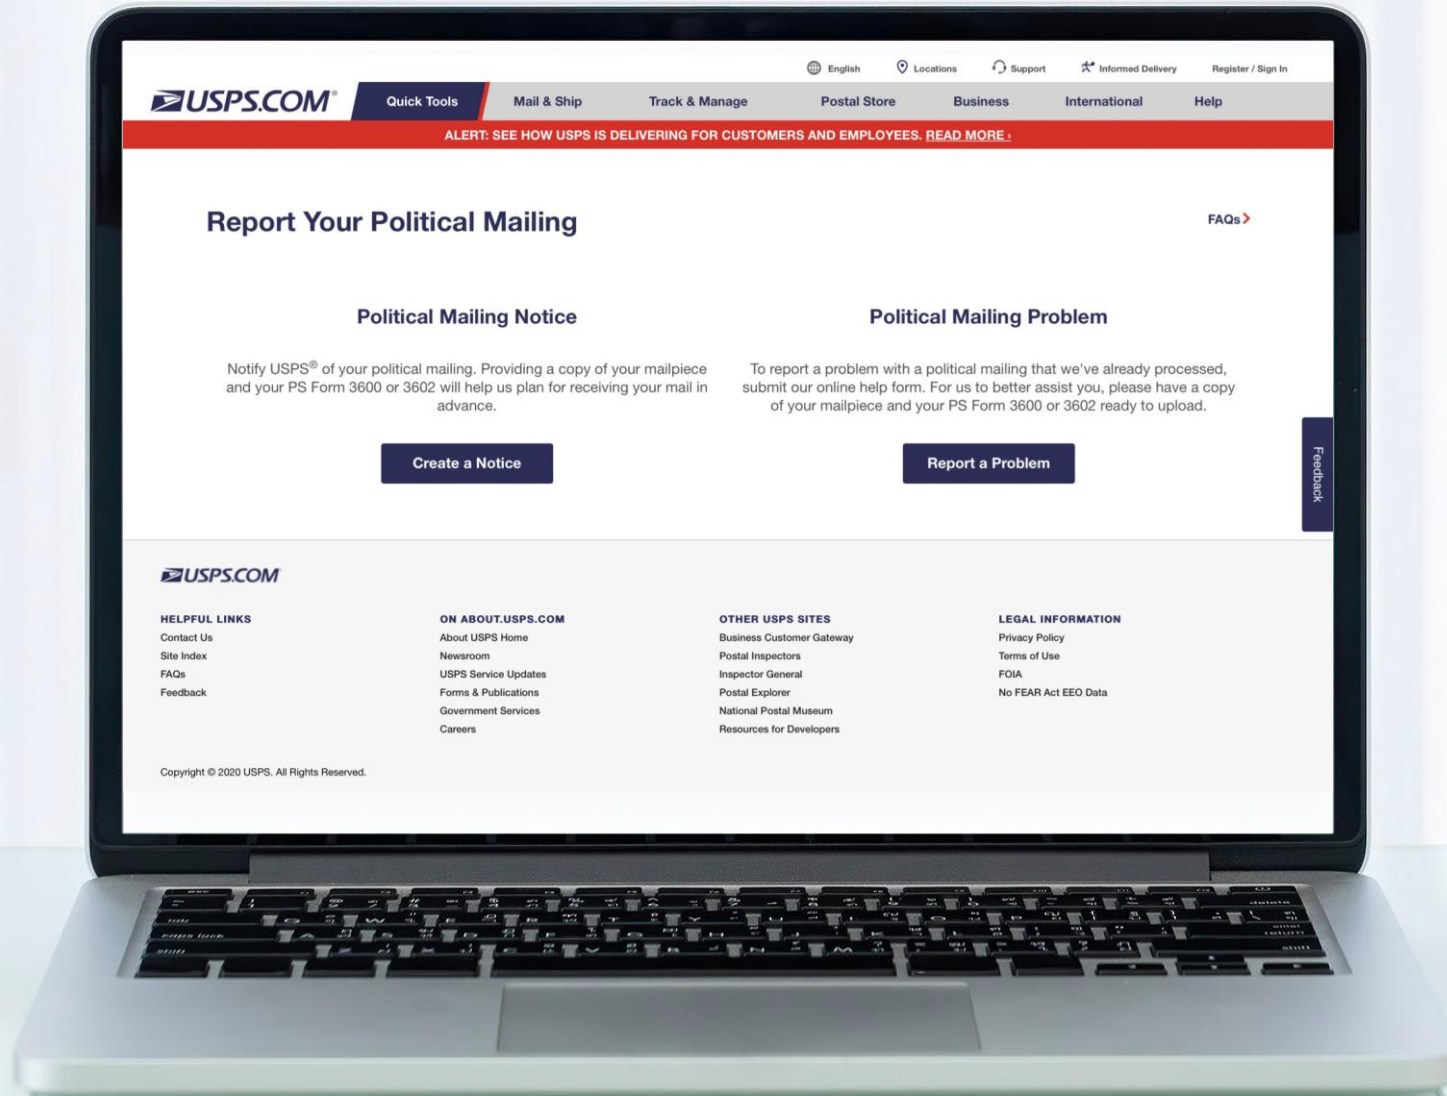 English Locations Support Informed Delivery Register / Sign In
USPS.COM® Quick Tools Mail & Ship Track & Manage Postal Store Business International Help
ALERT: SEE HOW USPS IS DELIVERING FOR CUSTOMERS AND EMPLOYEES. READ MORE ›
Report Your Political Mailing
FAQs
Political Mailing Notice
Notify USPS® of your political mailing. Providing a copy of your mailpiece
and your PS Form 3600 or 3602 will help us plan for receiving your mail in
advance.
Create a Notice
Political Mailing Problem
To report a problem with a political mailing that we've already processed,
submit our online help form. For us to better assist you, please have a copy
of your mailpiece and your PS Form 3600 or 3602 ready to upload.
Report a Problem
Feedback
USPS.COM
HELPFUL LINKS
Contact Us
Site Index
FAQs
Feedback
ON ABOUT.USPS.COM
About USPS Home
Newsroom
USPS Service Updates
Forms & Publications
Government Services
Careers
OTHER USPS SITES
Business Customer Gateway
Postal Inspectors
Inspector General
Postal Explorer
National Postal Museum
Resources for Developers
LEGAL INFORMATION
Privacy Policy
Terms of Use
FOIA
No FEAR Act EEO Data
Copyright © 2020 USPS. All Rights Reserved.
tab
caps lock
shift
delete
enter
return
shift